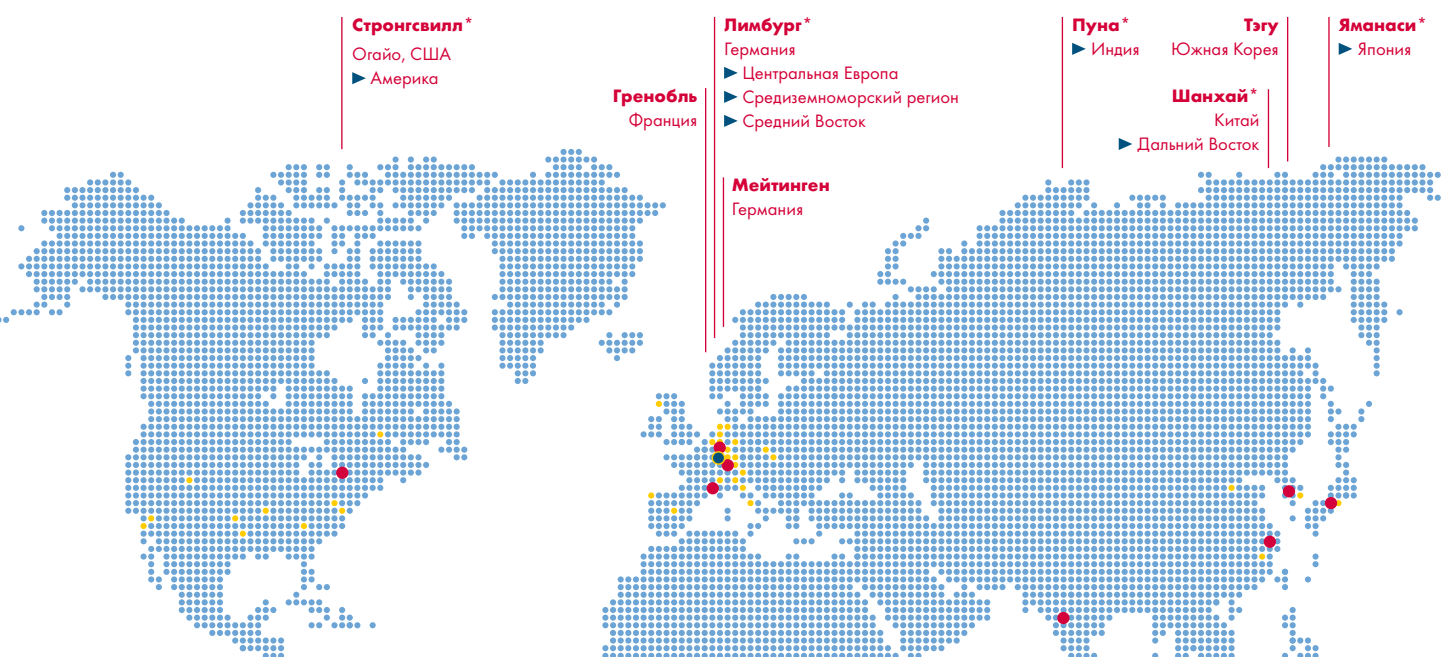 Стронгсвилл*
Огайо, США
► Америка
Лимбург*
Германия
► Центральная Европа
► Средиземноморский регион
► Средний Восток
Гренобль
Франция
Мейтинген
Германия
Пуна*
► Индия
Тэгу
Южная Корея
Шанхай*
Китай
► Дальний Восток
Яманаси*
► Япония